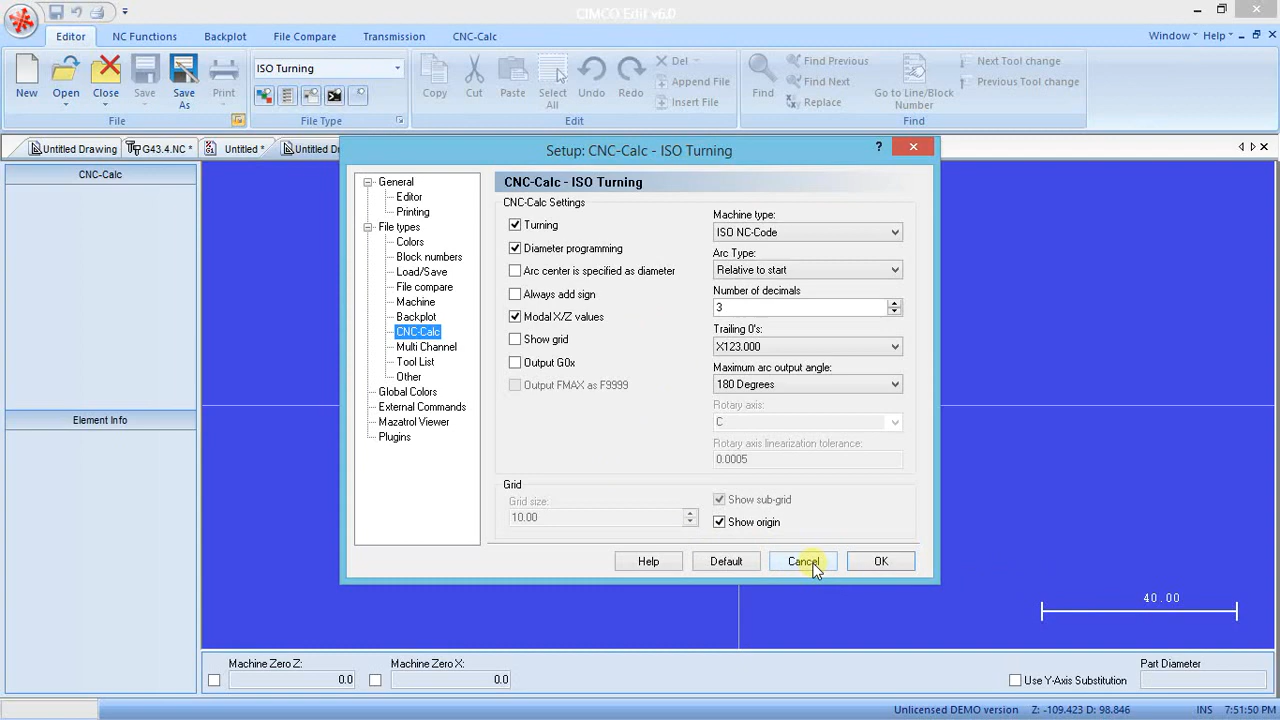 CIMCO Edit v6.0
Editor NC Functions Backplot File Compare Transmission CNC-Calc Window Help
New Open Close Save Save As Print
File
ISO Turning
File Type
Copy Cut Paste Select All Undo Redo
Del
Append File
Insert File
Edit
Find
Find Previous
Find Next
Replace
Go to Line/Block Number
Next Tool change
Previous Tool change
Find
Untitled Drawing G43.4.NC * Untitled * Untitled D
CNC-Calc
Element Info
Setup: CNC-Calc - ISO Turning
?
General
Editor
Printing
File types
Colors
Block numbers
Load/Save
File compare
Machine
Backplot
CNC-Calc
Multi Channel
Tool List
Other
Global Colors
External Commands
Mazatrol Viewer
Plugins
CNC-Calc - ISO Turning
CNC-Calc Settings
Turning
Diameter programming
Arc center is specified as diameter
Always add sign
Modal X/Z values
Show grid
Output G0x
Output FMAX as F9999
Machine type:
ISO NC-Code
Arc Type:
Relative to start
Number of decimals
3
Trailing 0's:
X123.000
Maximum arc output angle:
180 Degrees
Rotary axis:
C
Rotary axis linearization tolerance:
0.0005
Grid
Grid size:
10.00
Show sub-grid
Show origin
Help Default Cancel OK
40.00
Machine Zero Z:
0.0
Machine Zero X:
0.0
Use Y-Axis Substitution
Part Diameter
Unlicensed DEMO version Z: -109.423 D: 98.846 INS 7:51:50 PM